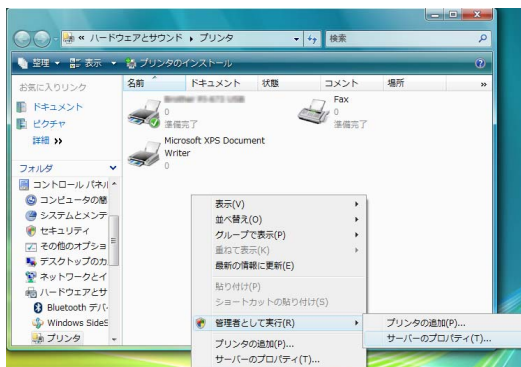 « ハードウェアとサウンド ▸ プリンタ
検索
整理 表示 プリンタのインストール
お気に入りリンク
ドキュメント
ピクチャ
詳細 »
フォルダ
コントロール パネル
コンピュータの簡
システムとメンテ
セキュリティ
その他のオプショ
デスクトップのカ
ネットワークとイ
ハードウェアとサ
Bluetooth デバ
Windows SideS
プリンタ
名前 ドキュメント 状態 コメント 場所 »
0
準備完了
Fax
0
準備完了
Microsoft XPS Document
Writer
0
表示(V)
並べ替え(O)
グループで表示(P)
重ねて表示(K)
最新の情報に更新(E)
貼り付け(P)
ショートカットの貼り付け(S)
管理者として実行(R)
プリンタの追加(P)...
サーバーのプロパティ(T)...
プリンタの追加(P)...
サーバーのプロパティ(T)...